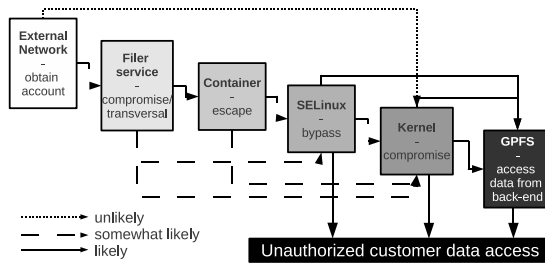 External
Network
-
obtain
account
Filer
service
-
compromise/
transversal
Container
-
escape
SELinux
-
bypass
Kernel
-
compromise
GPFS
-
access
data from
back-end
unlikely
somewhat likely
likely
Unauthorized customer data access